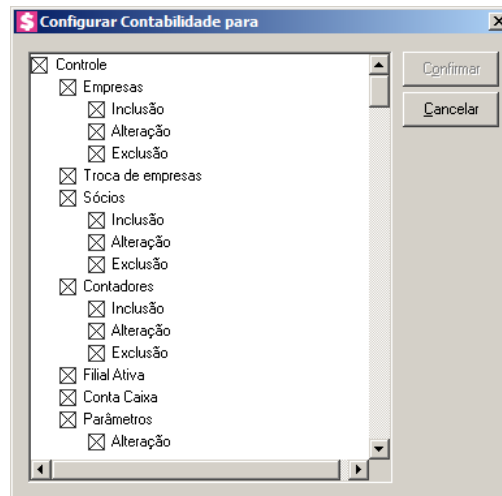 Configurar Contabilidade para
Controle
Empresas
Inclusão
Alteração
Exclusão
Troca de empresas
Sócios
Inclusão
Alteração
Exclusão
Contadores
Inclusão
Alteração
Exclusão
Filial Ativa
Conta Caixa
Parâmetros
Alteração
Confirmar
Cancelar